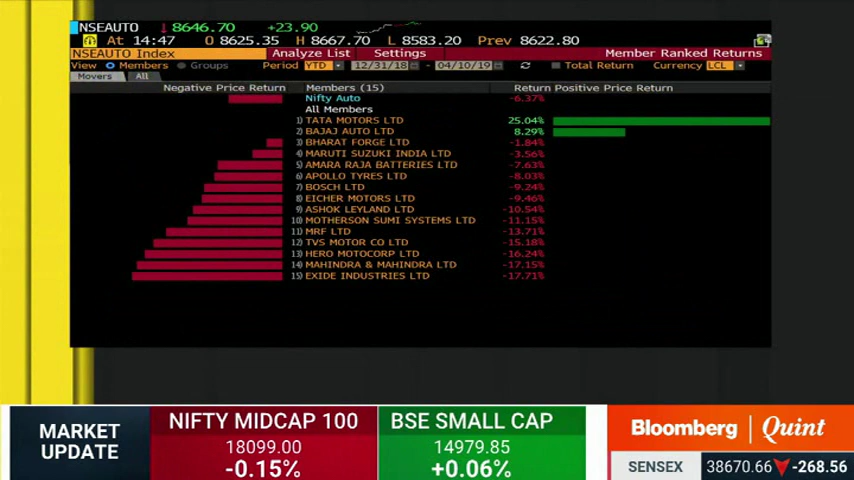 NSEAUTO ↓ 8646.70 +23.90
At 14:47 O 8625.35 H 8667.70 L 8583.20 Prev 8622.80
NSEAUTO Index Analyze List Settings Member Ranked Returns
View Members Groups Period YTD 12/31/18 - 04/10/19 Total Return Currency LCL
Movers All
Negative Price Return Members (15) Return Positive Price Return
Nifty Auto -6.37%
All Members
1) TATA MOTORS LTD 25.04%
2) BAJAJ AUTO LTD 8.29%
3) BHARAT FORGE LTD -1.84%
4) MARUTI SUZUKI INDIA LTD -3.56%
5) AMARA RAJA BATTERIES LTD -7.63%
6) APOLLO TYRES LTD -8.03%
7) BOSCH LTD -9.24%
8) EICHER MOTORS LTD -9.46%
9) ASHOK LEYLAND LTD -10.54%
10) MOTHERSON SUMI SYSTEMS LTD -11.15%
11) MRF LTD -13.71%
12) TVS MOTOR CO LTD -15.18%
13) HERO MOTOCORP LTD -16.24%
14) MAHINDRA & MAHINDRA LTD -17.15%
15) EXIDE INDUSTRIES LTD -17.71%
MARKET UPDATE
NIFTY MIDCAP 100
18099.00
-0.15%
BSE SMALL CAP
14979.85
+0.06%
Bloomberg | Quint
SENSEX 38670.66 -268.56